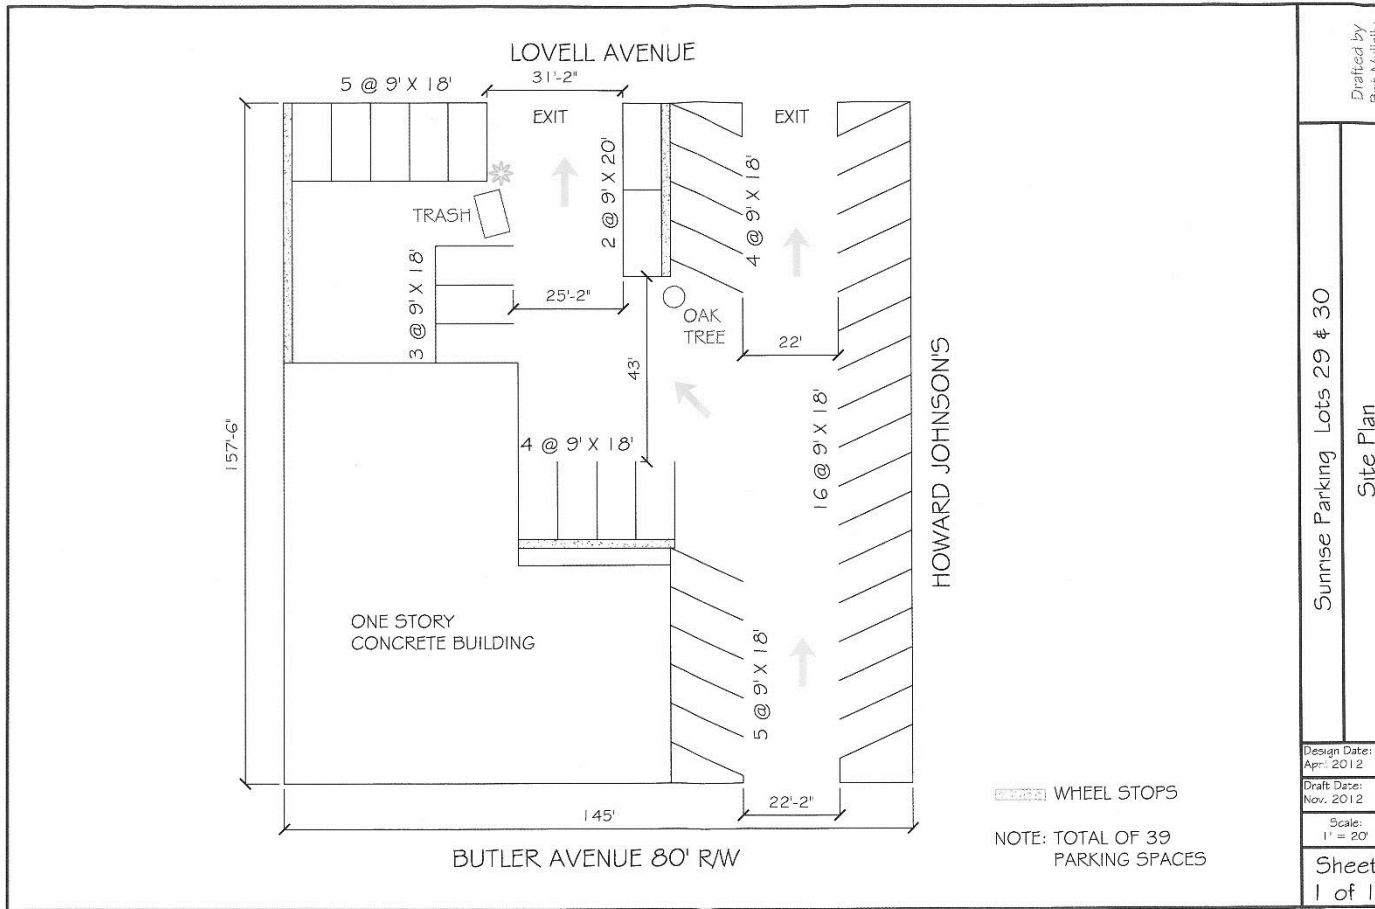 LOVELL AVENUE
5 @ 9' X 18'
31'-2"
EXIT
EXIT
2 @ 9' X 20'
4 @ 9' X 18'
TRASH
3 @ 9' X 18'
25'-2"
OAK
TREE
22'
43'
157'-6"
4 @ 9' X 18'
16 @ 9' X 18'
HOWARD JOHNSON'S
ONE STORY
CONCRETE BUILDING
5 @ 9' X 18'
22'-2"
145'
BUTLER AVENUE 80' R/W
WHEEL STOPS
NOTE: TOTAL OF 39
PARKING SPACES
Drafted by
Sunrise Parking Lots 29 & 30
Site Plan
Design Date:
Apr. 2012
Draft Date:
Nov. 2012
Scale:
1" = 20'
Sheet
1 of 1